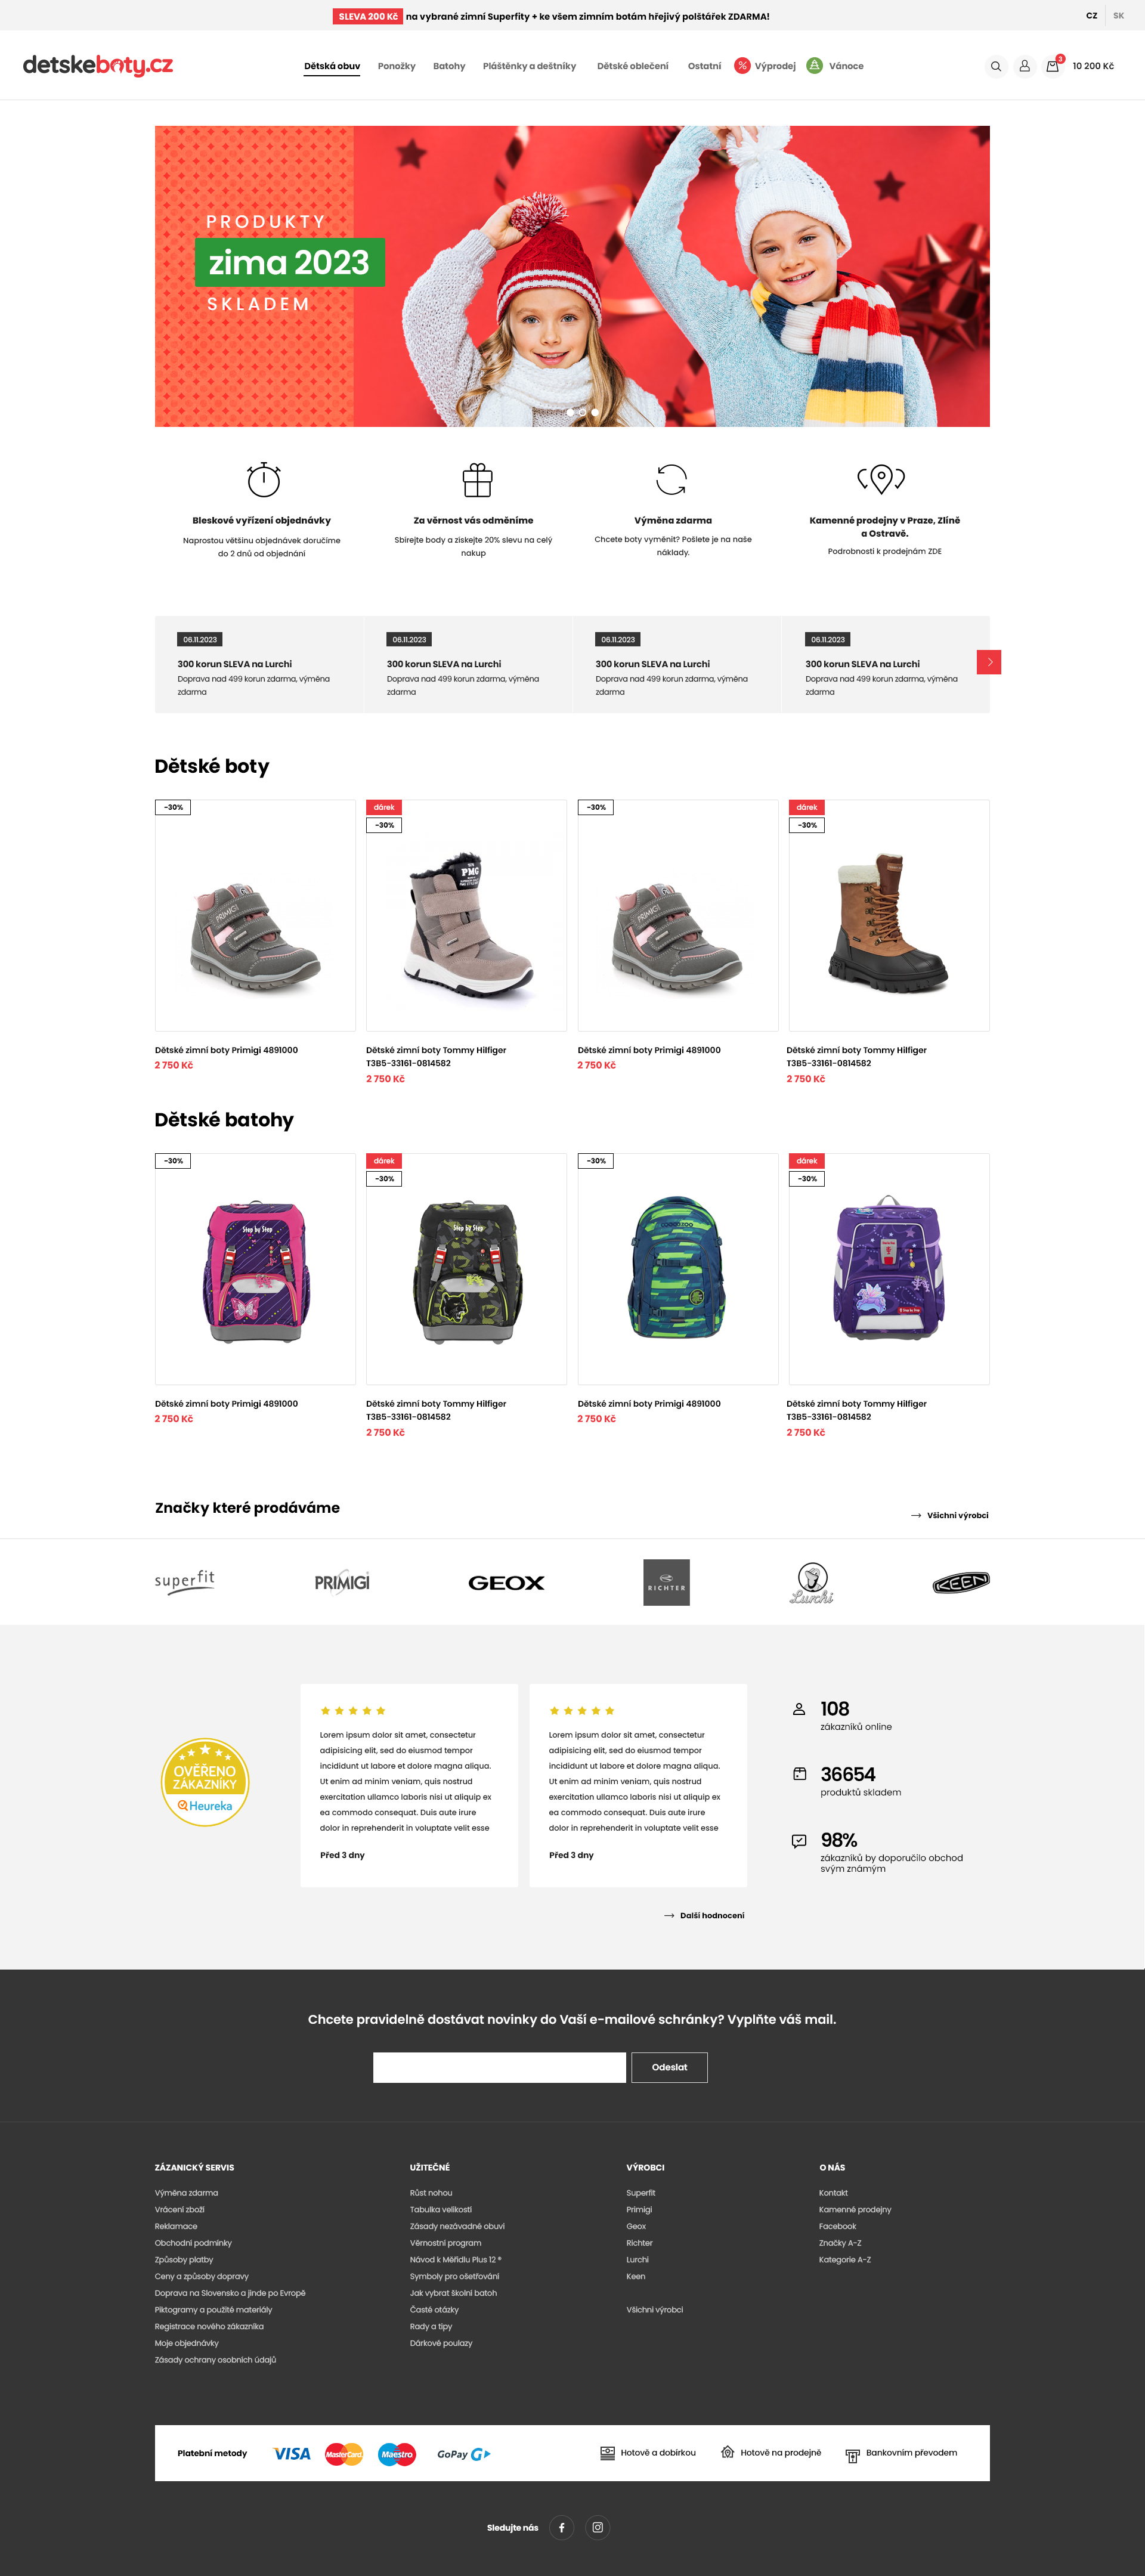 SLEVA 200 Kč na vybrané zimní Superfity + ke všem zimním botám hřejívý polštářek ZDARMA!
CZ SK
detskeboty.cz
Dětská obuv Ponožky Batohy Pláštěnky a deštníky Dětské oblečení Ostatní % Výprodej Vánoce
3 10 200 Kč
PRODUKTY
zima 2023
SKLADEM
Bleskové vyřízení objednávky
Naprostou většinu objednávek doručíme
do 2 dnů od objednání
Za věrnost vás odměníme
Sbírejte body a získejte 20% slevu na celý
nakup
Výměna zdarma
Chcete boty vyměnit? Pošlete je na naše
náklady.
Kamenné prodejny v Praze, Zlíně
a Ostravě.
Podrobnosti k prodejnám ZDE
06.11.2023
300 korun SLEVA na Lurchi
Doprava nad 499 korun zdarma, výměna
zdarma
06.11.2023
300 korun SLEVA na Lurchi
Doprava nad 499 korun zdarma, výměna
zdarma
06.11.2023
300 korun SLEVA na Lurchi
Doprava nad 499 korun zdarma, výměna
zdarma
06.11.2023
300 korun SLEVA na Lurchi
Doprava nad 499 korun zdarma, výměna
zdarma
Dětské boty
-30%
PRIMIGI
Dětské zimní boty Primigi 4891000
2 750 Kč
dárek
-30%
PMG
Dětské zimní boty Tommy Hilfiger
T3B5-33161-0814582
2 750 Kč
-30%
PRIMIGI
Dětské zimní boty Primigi 4891000
2 750 Kč
dárek
-30%
Dětské zimní boty Tommy Hilfiger
T3B5-33161-0814582
2 750 Kč
Dětské batohy
-30%
Step by Step
Dětské zimní boty Primigi 4891000
2 750 Kč
dárek
-30%
Step by Step
Dětské zimní boty Tommy Hilfiger
T3B5-33161-0814582
2 750 Kč
-30%
COOCAZOO
Dětské zimní boty Primigi 4891000
2 750 Kč
dárek
-30%
Step by Step
Dětské zimní boty Tommy Hilfiger
T3B5-33161-0814582
2 750 Kč
Značky které prodáváme
Všichni výrobci
superfit
PRIMIGI
GEOX
RICHTER
Lurchi
KEEN
OVĚŘENO
ZÁKAZNÍKY
Heureka
Lorem ipsum dolor sit amet, consectetur
adipisicing elit, sed do eiusmod tempor
incididunt ut labore et dolore magna aliqua.
Ut enim ad minim veniam, quis nostrud
exercitation ullamco laboris nisi ut aliquip ex
ea commodo consequat. Duis aute irure
dolor in reprehenderit in voluptate velit esse
Před 3 dny
Lorem ipsum dolor sit amet, consectetur
adipisicing elit, sed do eiusmod tempor
incididunt ut labore et dolore magna aliqua.
Ut enim ad minim veniam, quis nostrud
exercitation ullamco laboris nisi ut aliquip ex
ea commodo consequat. Duis aute irure
dolor in reprehenderit in voluptate velit esse
Před 3 dny
Další hodnocení
108
zákazníků online
36654
produktů skladem
98%
zákazníků by doporučilo obchod
svým známým
Chcete pravidelně dostávat novinky do Vaší e-mailové schránky? Vyplňte váš mail.
Odeslat
ZÁZANICKÝ SERVIS
Výměna zdarma
Vrácení zboží
Reklamace
Obchodní podmínky
Způsoby platby
Ceny a způsoby dopravy
Doprava na Slovensko a jinde po Evropě
Piktogramy a použité materiály
Registrace nového zákazníka
Moje objednávky
Zásady ochrany osobních údajů
UŽITEČNÉ
Růst nohou
Tabulka velikostí
Zásady nezávadné obuvi
Věrnostní program
Návod k Měřidlu Plus 12 ®
Symboly pro ošetřování
Jak vybrat školní batoh
Časté otázky
Rady a tipy
Dárkové poulazy
VÝROBCI
Superfit
Primigi
Geox
Richter
Lurchi
Keen
Všichni výrobci
O NÁS
Kontakt
Kamenné prodejny
Facebook
Značky A-Z
Kategorie A-Z
Platební metody VISA MasterCard Maestro GoPay Hotově a dobírkou Hotově na prodejně Bankovním převodem
Sledujte nás